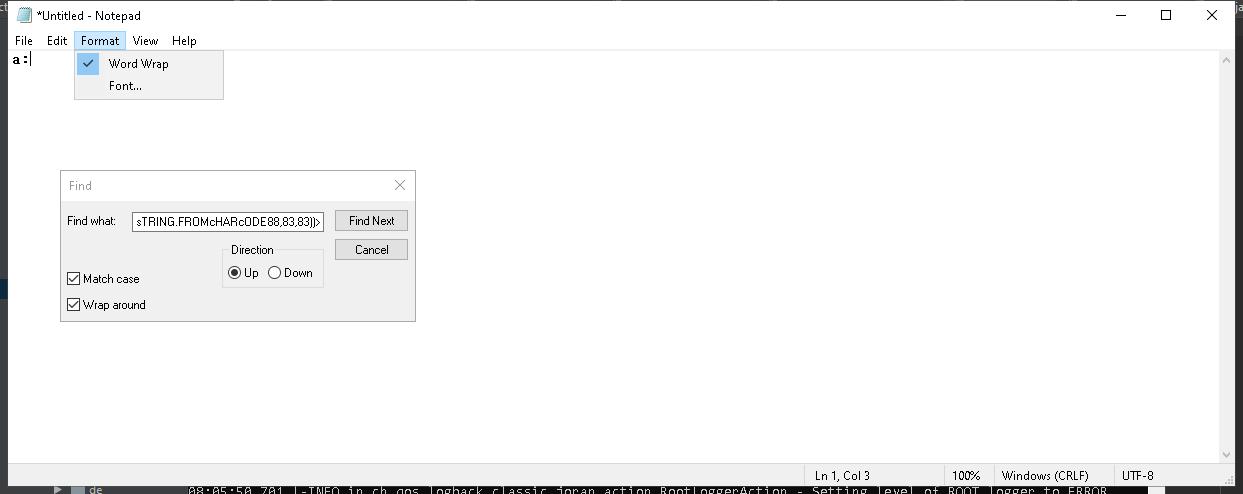 *Untitled - Notepad
File Edit Format View Help
a:
Word Wrap
Font...
Find
Find what: sTRING.FROMcHARcODE88,83,83))>
Find Next
Direction
Cancel
Up Down
Match case
Wrap around
Ln 1, Col 3 100% Windows (CRLF) UTF-8
de 08:05:50,701 |-INFO in ch.qos.logback.classic.joran.action.RootLoggerAction - Setting level of ROOT logger to ERROR